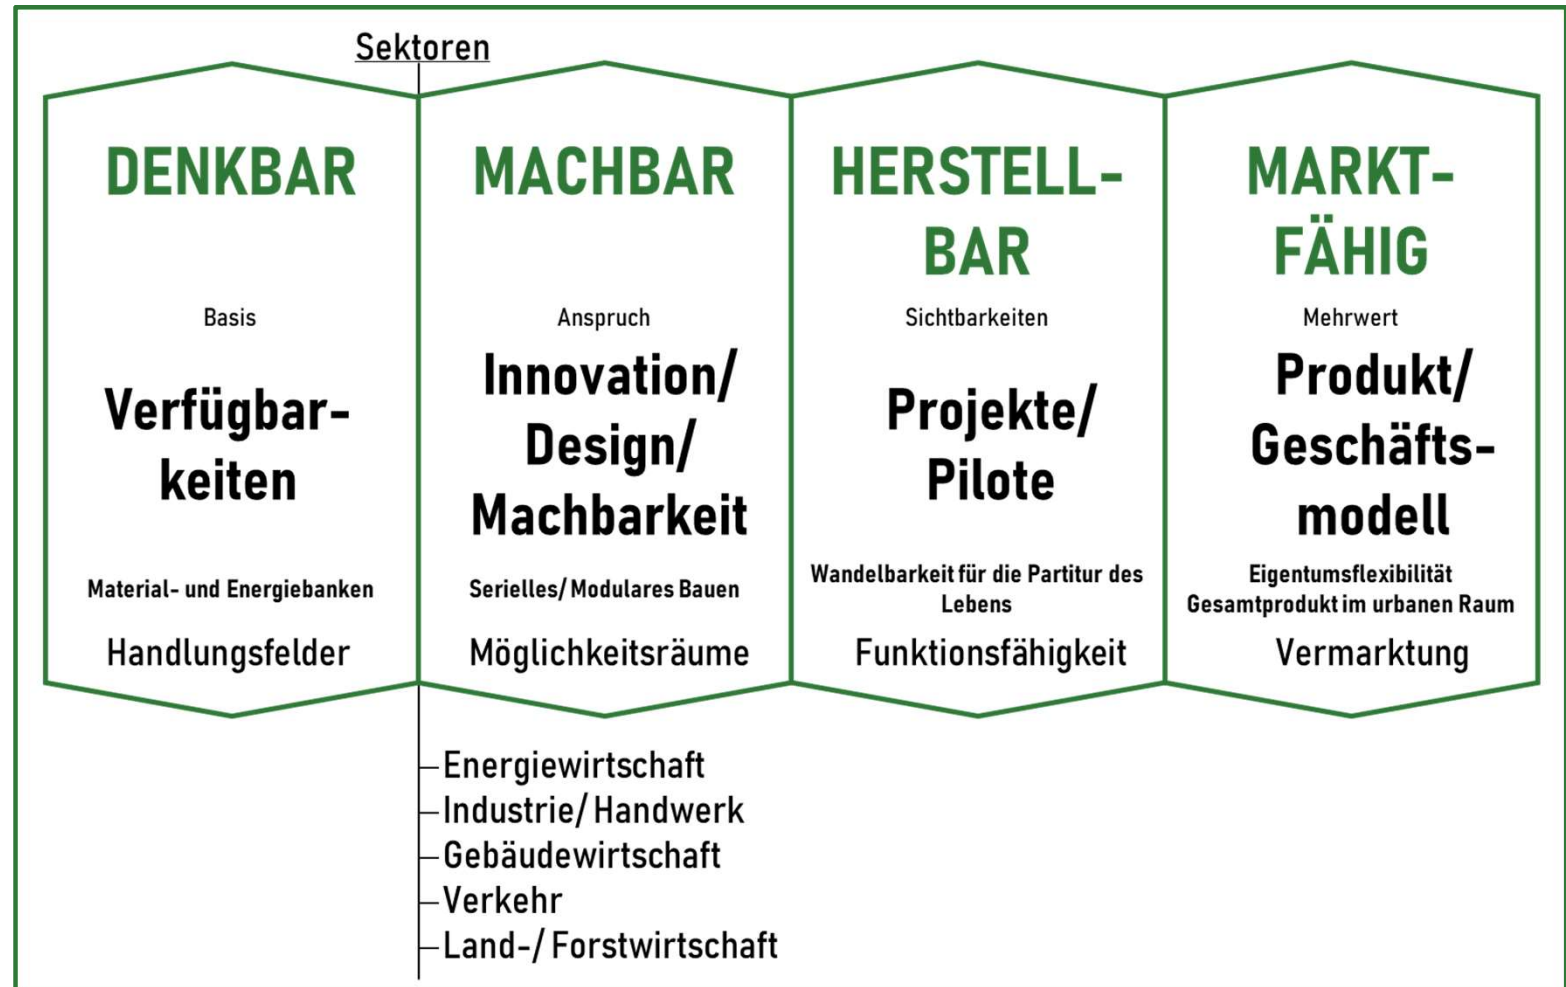 Sektoren
DENKBAR
Basis
Verfügbar-
keiten
Material- und Energiebanken
Handlungsfelder
MACHBAR
Anspruch
Innovation/
Design/
Machbarkeit
Serielles/ Modulares Bauen
Möglichkeitsräume
HERSTELL-
BAR
Sichtbarkeiten
Projekte/
Pilote
Wandelbarkeit für die Partitur des
Lebens
Funktionsfähigkeit
MARKT-
FÄHIG
Mehrwert
Produkt/
Geschäfts-
modell
Eigentumsflexibilität
Gesamtprodukt im urbanen Raum
Vermarktung
Energiewirtschaft
Industrie/ Handwerk
Gebäudewirtschaft
Verkehr
Land-/ Forstwirtschaft